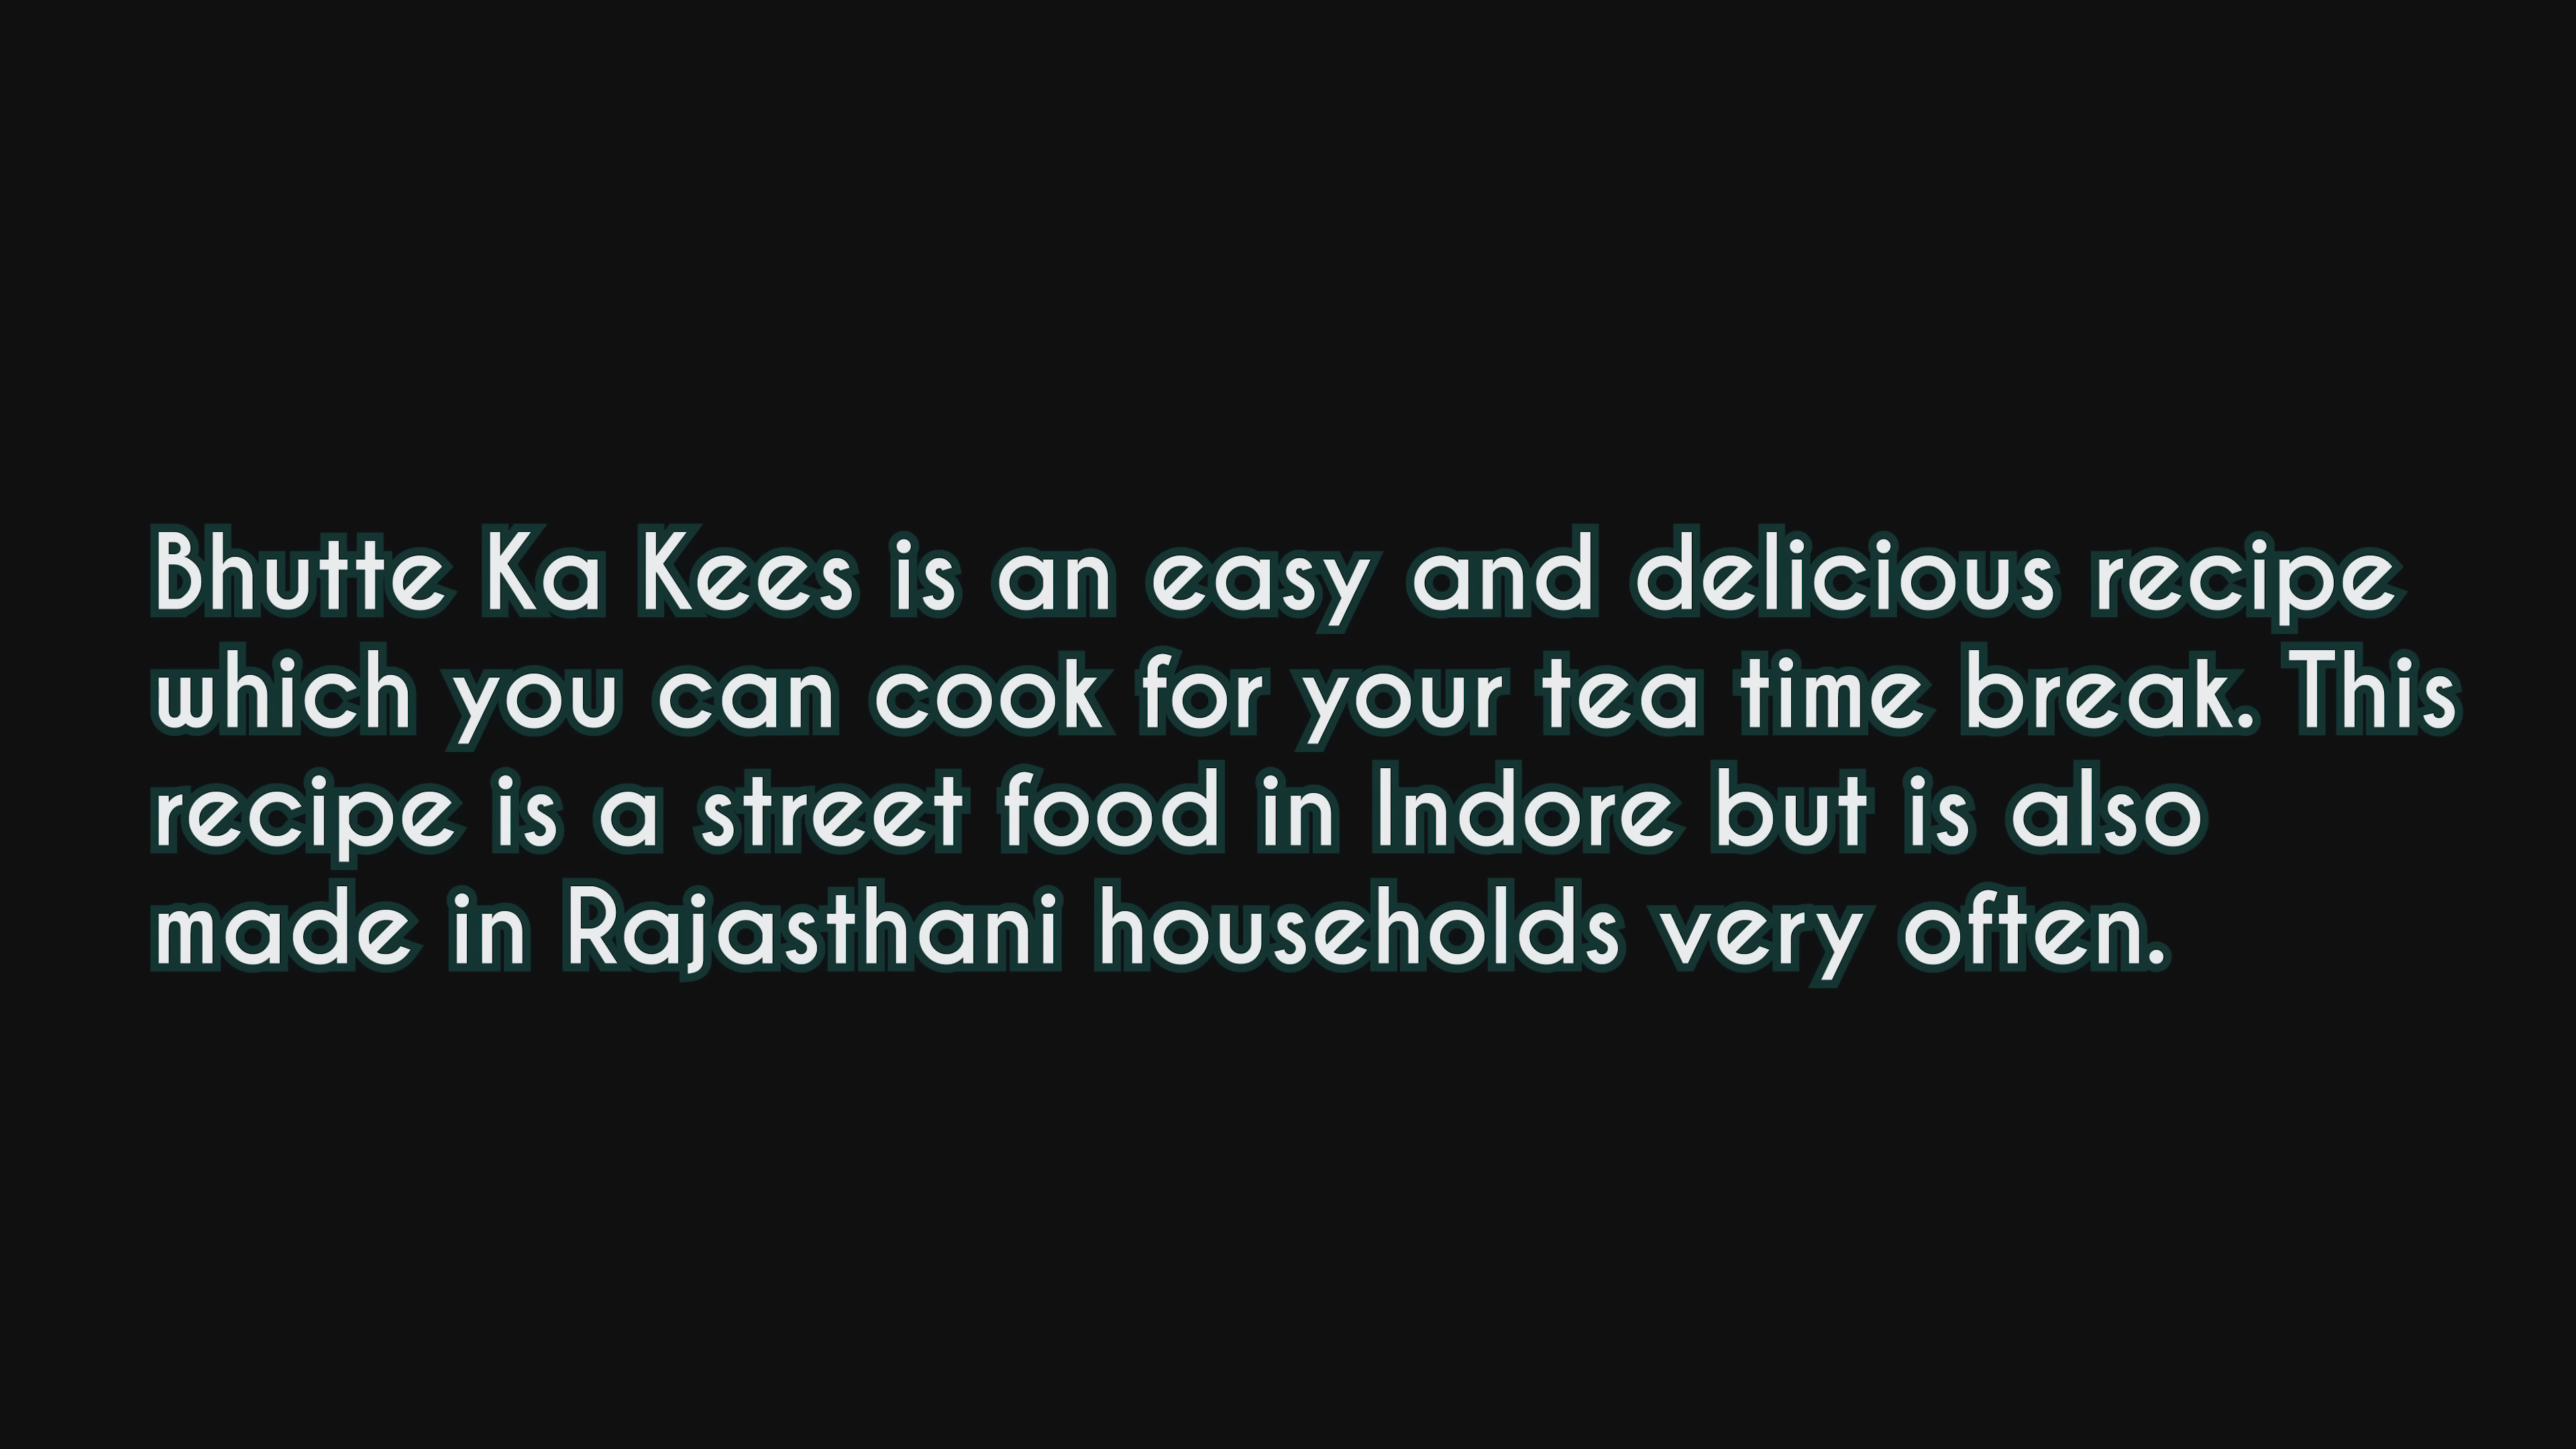 Bhutte Ka Kees is an easy and delicious recipe
which you can cook for your tea time break. This
recipe is a street food in Indore but is also
made in Rajasthani households very often.